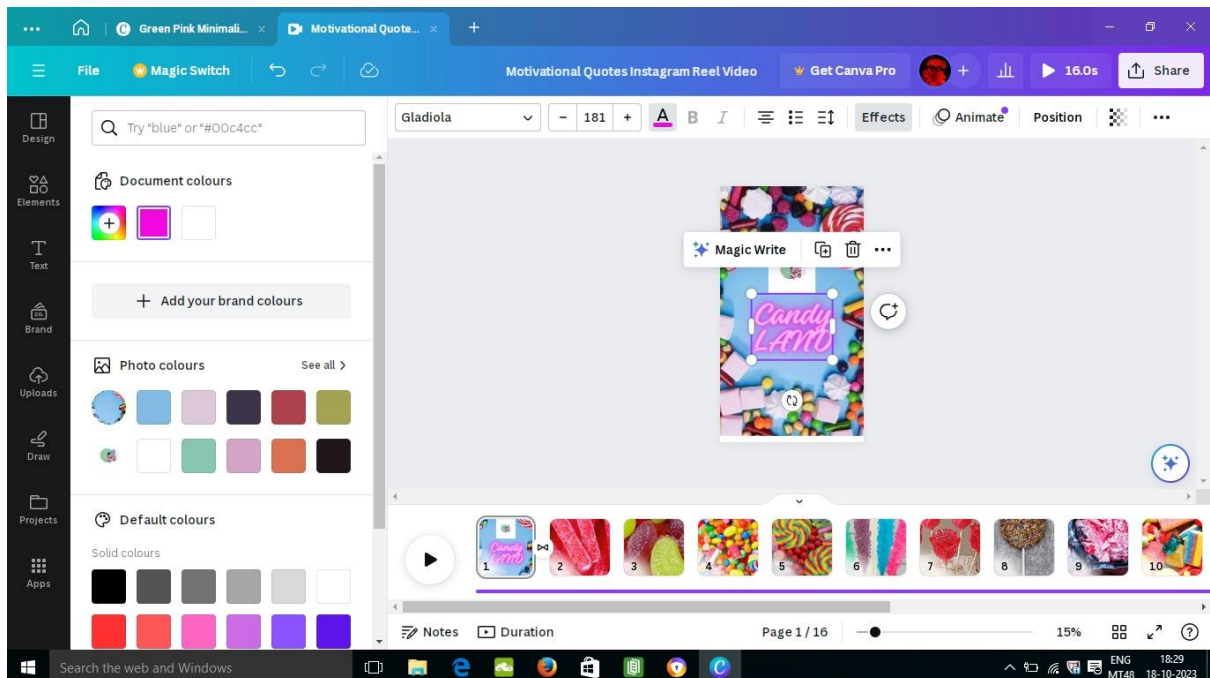 Green Pink Minimali...
Motivational Quote...
File
Magic Switch
Motivational Quotes Instagram Reel Video
Get Canva Pro
16.0s
Share
Design
Elements
Text
Brand
Uploads
Draw
Projects
Apps
Try "blue" or "#00c4cc"
Document colours
Add your brand colours
Photo colours
See all
Default colours
Solid colours
Gladiola
– 181 +
A B I
Effects
Animate
Position
Magic Write
Candy
LAND
1 2 3 4 5 6 7 8 9 10
Notes
Duration
Page 1 / 16
15%
Search the web and Windows
ENG
MT48
18:29
18-10-2023